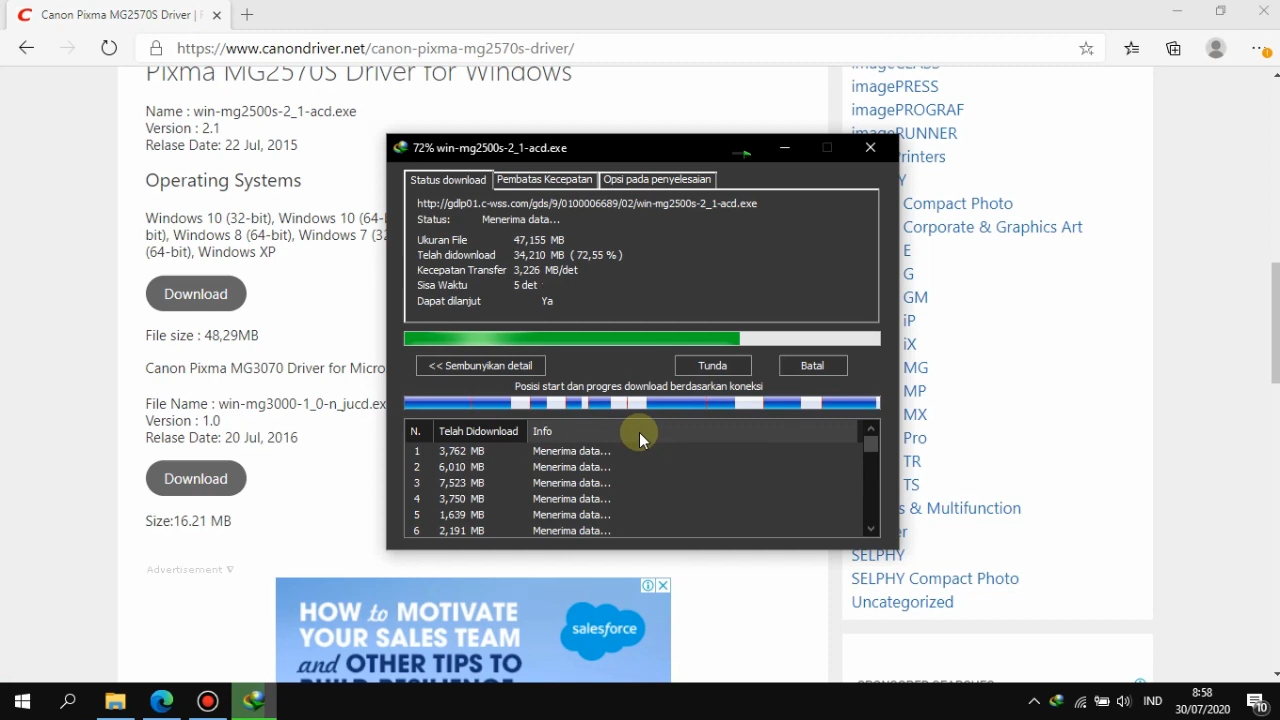 Canon Pixma MG2570S Driver |
https://www.canondriver.net/canon-pixma-mg2570s-driver/
Pixma MG2570S Driver for Windows
Name : win-mg2500s-2_1-acd.exe
Version : 2.1
Relase Date: 22 Jul, 2015
Operating Systems
Windows 10 (32-bit), Windows 10 (64-
bit), Windows 8 (64-bit), Windows 7 (32
(64-bit), Windows XP
Download
File size : 48,29MB
Canon Pixma MG3070 Driver for Micro
File Name : win-mg3000-1_0-n_jucd.ex
Version : 1.0
Relase Date: 20 Jul, 2016
Download
Size:16.21 MB
Advertisement
HOW to MOTIVATE
YOUR SALES TEAM
and OTHER TIPS TO
BUILD RESILIENCE
salesforce
72% win-mg2500s-2_1-acd.exe
Status download
Pembatas Kecepatan
Opsi pada penyelesaian
http://gdlp01.c-wss.com/gds/9/0100006689/02/win-mg2500s-2_1-acd.exe
Status: Menerima data...
Ukuran File 47,155 MB
Telah didownload 34,210 MB ( 72,55 % )
Kecepatan Transfer 3,226 MB/det
Sisa Waktu 5 det
Dapat dilanjut Ya
<< Sembunyikan detail
Tunda
Batal
Posisi start dan progres download berdasarkan koneksi
N. Telah Didownload Info
1 3,762 MB Menerima data...
2 6,010 MB Menerima data...
3 7,523 MB Menerima data...
4 3,750 MB Menerima data...
5 1,639 MB Menerima data...
6 2,191 MB Menerima data...
imageCLASS
imagePRESS
imagePROGRAF
imageRUNNER
Printers
Y
Compact Photo
Corporate & Graphics Art
E
G
GM
iP
iX
MG
MP
MX
Pro
TR
TS
s & Multifunction
er
SELPHY
SELPHY Compact Photo
Uncategorized
SPONSORED SEARCHES
IND
8:58
30/07/2020
10